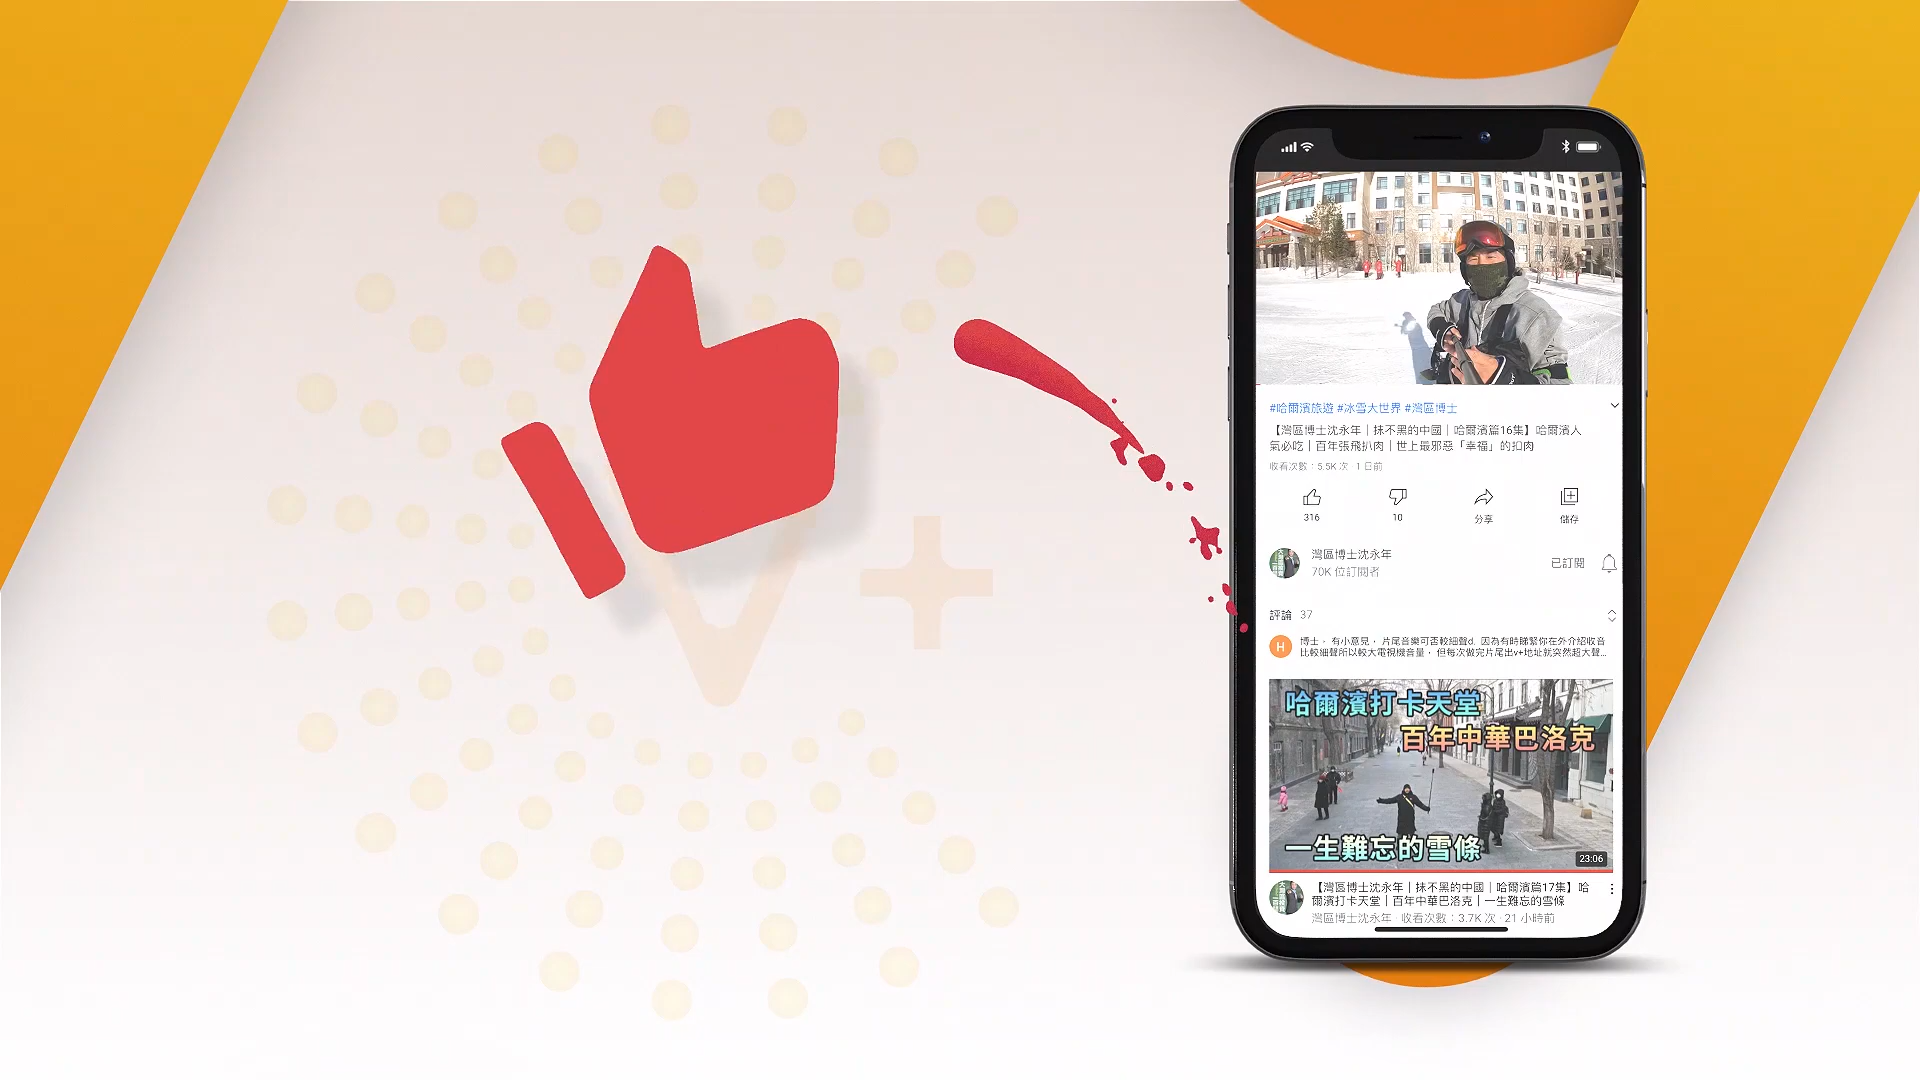 V+
#哈爾濱旅遊 #冰雪大世界 #灣區博士
【灣區博士沈永年｜抹不黑的中國｜哈爾濱篇16集】哈爾濱人
氣必吃｜百年張飛扒肉｜世上最邪惡「幸福」的扣肉
收看次數：5.5K 次 1 日前
316
10
分享
儲存
灣區博士沈永年
70K 位訂閱者
已訂閱
評論 37
H
博士， 有小意見， 片尾音樂可否較細聲d. 因為有時睇緊你在外介紹收音
比較細聲所以較大電視機音量， 但每次做完片尾出v+地址就突然超大聲...
哈爾濱打卡天堂
百年中華巴洛克
一生難忘的雪條
23:06
【灣區博士沈永年｜抹不黑的中國｜哈爾濱篇17集】哈
爾濱打卡天堂｜百年中華巴洛克｜一生難忘的雪條
灣區博士沈永年 · 收看次數：3.7K 次 · 21 小時前